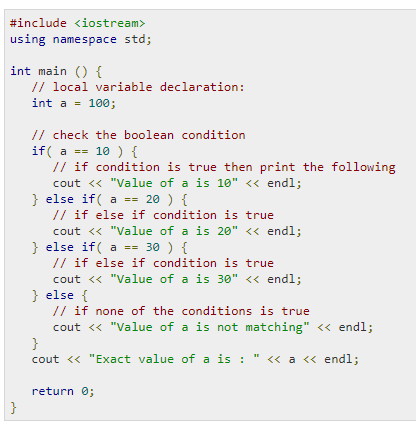 #include <iostream>
using namespace std;

int main () {
   // local variable declaration:
   int a = 100;

   // check the boolean condition
   if( a == 10 ) {
      // if condition is true then print the following
      cout << "Value of a is 10" << endl;
   } else if( a == 20 ) {
      // if else if condition is true
      cout << "Value of a is 20" << endl;
   } else if( a == 30 ) {
      // if else if condition is true
      cout << "Value of a is 30" << endl;
   } else {
      // if none of the conditions is true
      cout << "Value of a is not matching" << endl;
   }
   cout << "Exact value of a is : " << a << endl;

   return 0;
}